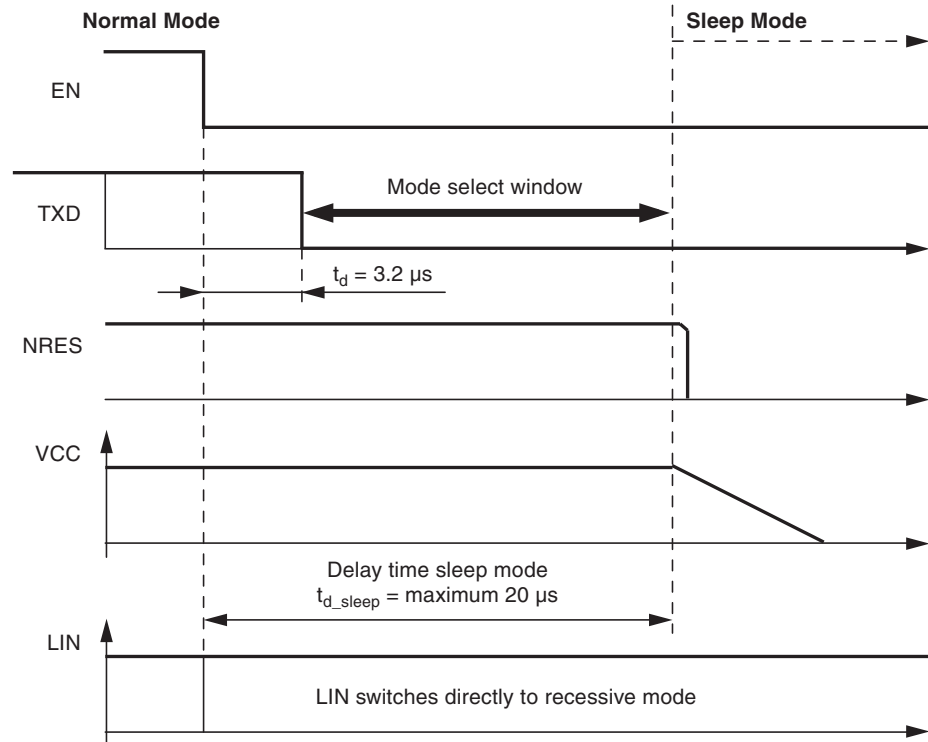 Normal Mode
Sleep Mode
EN
TXD
Mode select window
t_d = 3.2 µs
NRES
VCC
Delay time sleep mode
t_d_sleep = maximum 20 µs
LIN
LIN switches directly to recessive mode